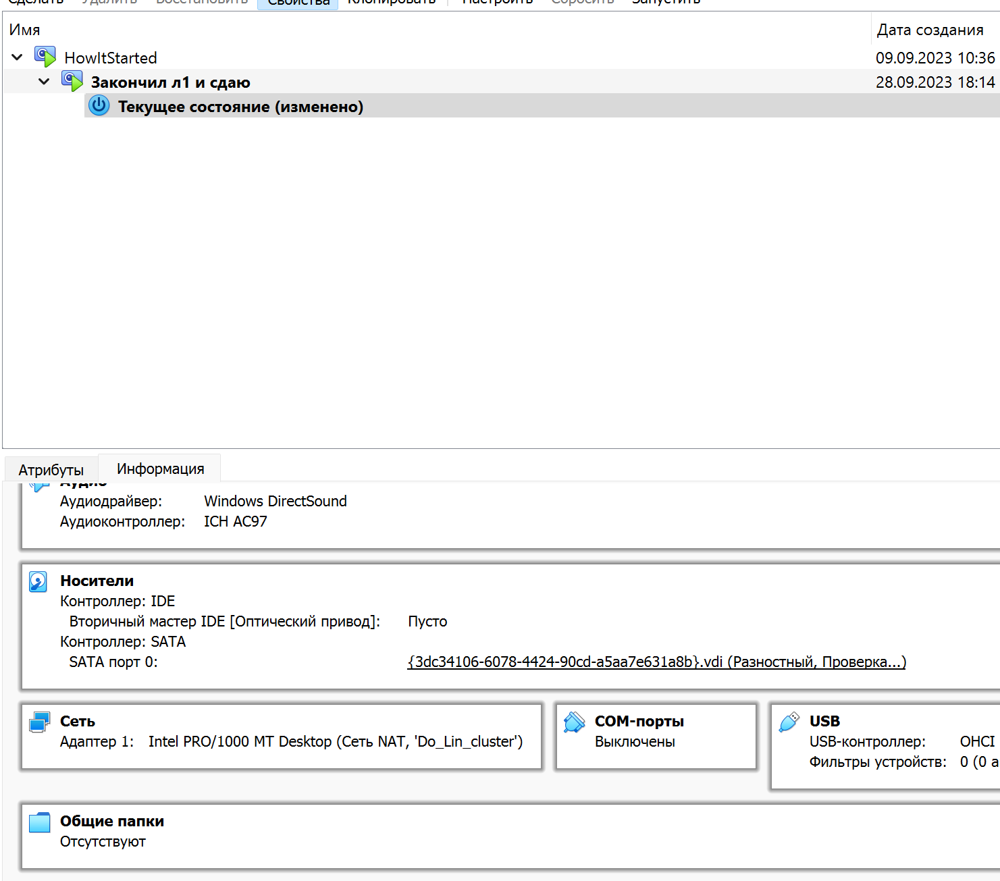 Сделать Удалить Восстановить Свойства Клонировать Настроить Сбросить Запустить
Имя Дата создания
HowItStarted 09.09.2023 10:36
Закончил л1 и сдаю 28.09.2023 18:14
Текущее состояние (изменено)
Атрибуты Информация
Аудио
Аудиодрайвер: Windows DirectSound
Аудиоконтроллер: ICH AC97
Носители
Контроллер: IDE
Вторичный мастер IDE [Оптический привод]: Пусто
Контроллер: SATA
SATA порт 0: {3dc34106-6078-4424-90cd-a5aa7e631a8b}.vdi (Разностный, Проверка...)
Сеть
Адаптер 1: Intel PRO/1000 MT Desktop (Сеть NAT, 'Do_Lin_cluster')
COM-порты
Выключены
USB
USB-контроллер: OHCI
Фильтры устройств: 0 (0 а
Общие папки
Отсутствуют